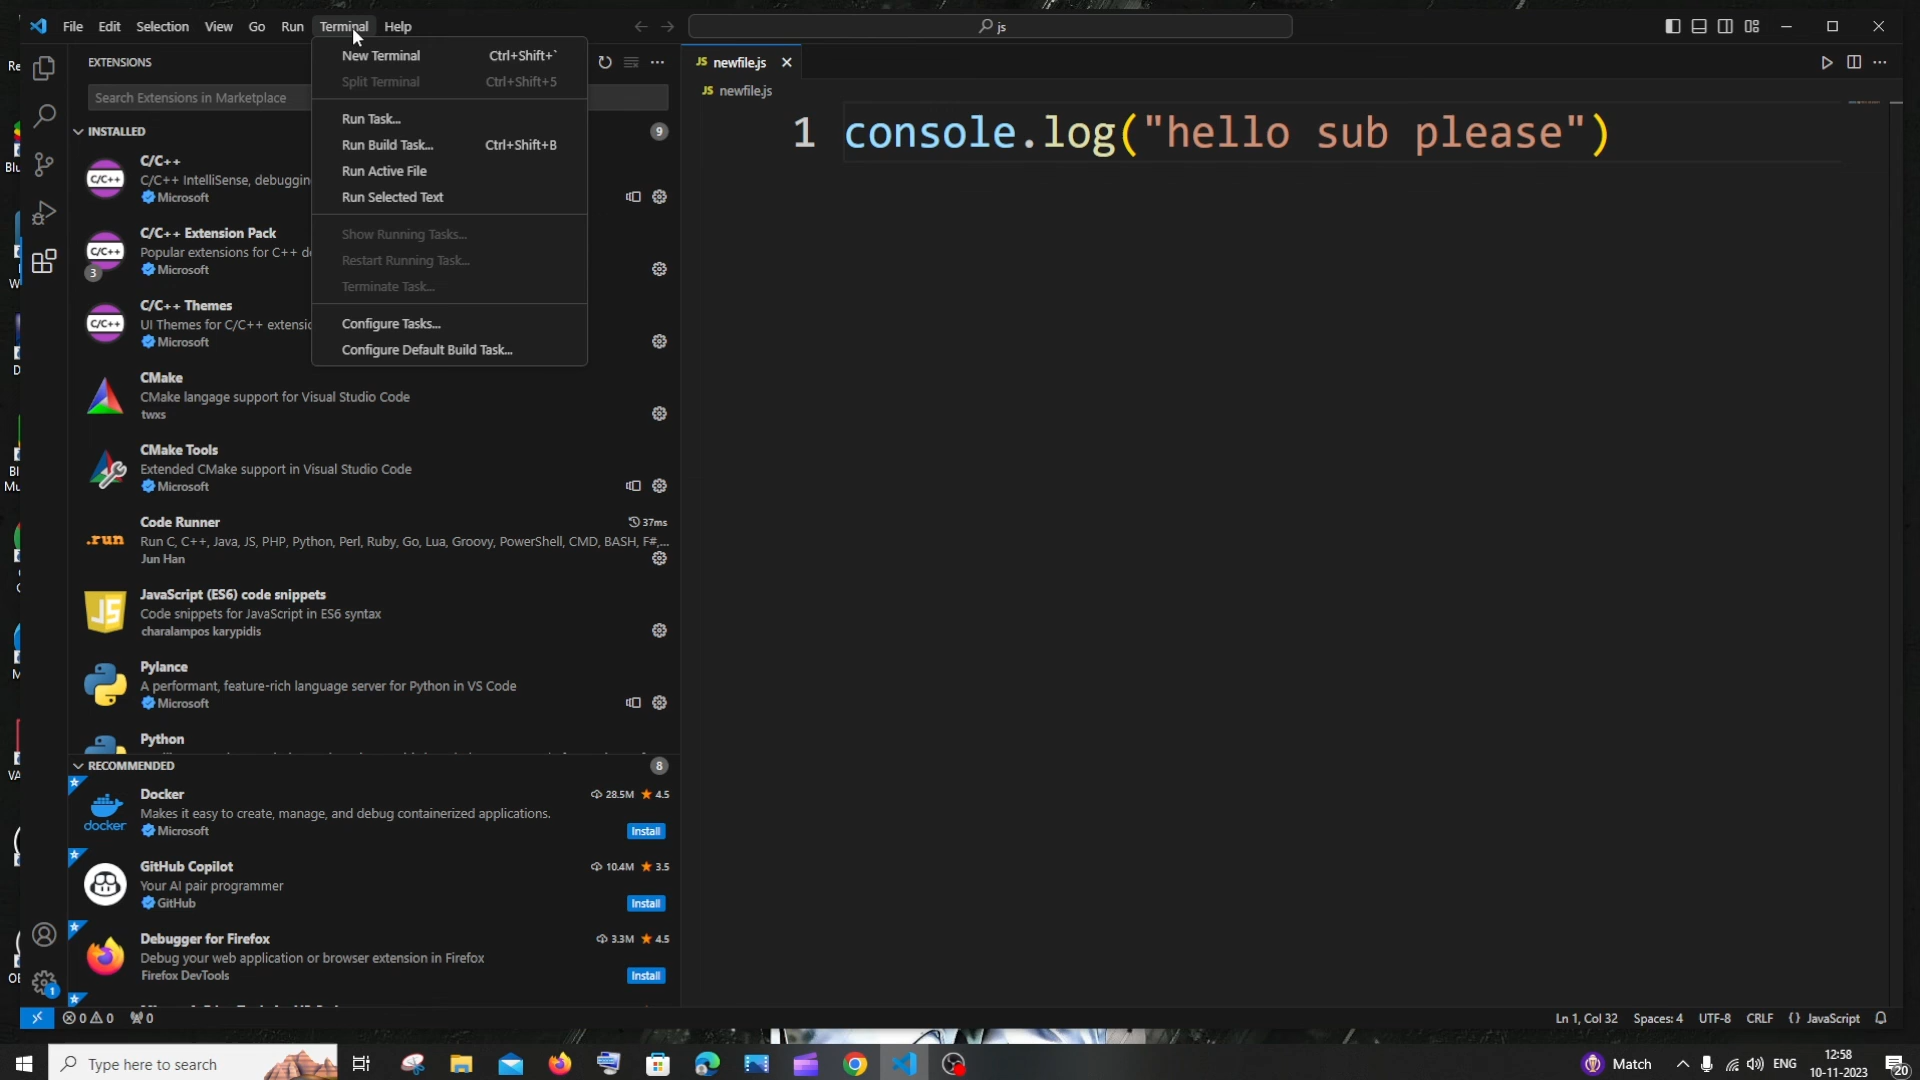 File Edit Selection View Go Run Terminal Help
js
EXTENSIONS
Search Extensions in Marketplace
INSTALLED
9
C/C++
C/C++ IntelliSense, debuggin
Microsoft
C/C++ Extension Pack
Popular extensions for C++ d
Microsoft
3
C/C++ Themes
UI Themes for C/C++ extensi
Microsoft
CMake
CMake langage support for Visual Studio Code
twxs
CMake Tools
Extended CMake support in Visual Studio Code
Microsoft
Code Runner
37ms
.run
Run C, C++, Java, JS, PHP, Python, Perl, Ruby, Go, Lua, Groovy, PowerShell, CMD, BASH, F#,...
Jun Han
JavaScript (ES6) code snippets
Code snippets for JavaScript in ES6 syntax
charalampos karypidis
Pylance
A performant, feature-rich language server for Python in VS Code
Microsoft
Python
RECOMMENDED
8
Docker
28.5M 4.5
Makes it easy to create, manage, and debug containerized applications.
docker
Microsoft
Install
GitHub Copilot
10.4M 3.5
Your AI pair programmer
GitHub
Install
Debugger for Firefox
3.3M 4.5
Debug your web application or browser extension in Firefox
Firefox DevTools
Install
New Terminal Ctrl+Shift+`
Split Terminal Ctrl+Shift+5
Run Task...
Run Build Task... Ctrl+Shift+B
Run Active File
Run Selected Text
Show Running Tasks...
Restart Running Task...
Terminate Task...
Configure Tasks...
Configure Default Build Task...
JS newfile.js
JS newfile.js
1 console.log("hello sub please")
0 0 0
Ln 1, Col 32 Spaces: 4 UTF-8 CRLF {} JavaScript
Type here to search
Match
ENG
12:58
10-11-2023
20